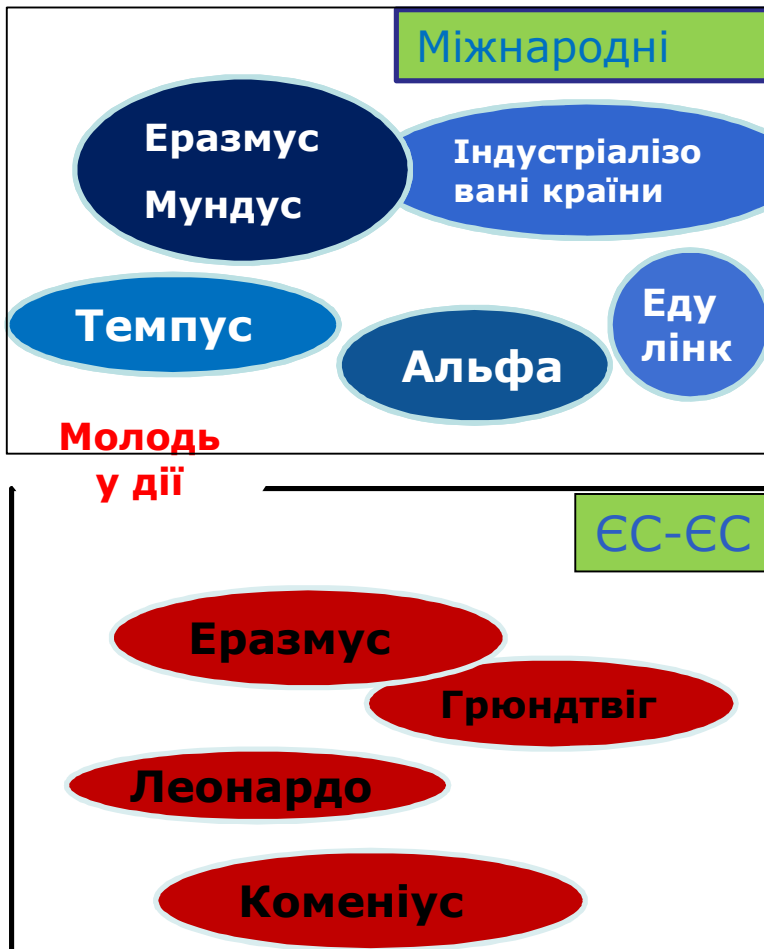 Міжнародні
Еразмус
Мундус
Індустріалізо
вані країни
Темпус
Альфа
Еду
лінк
Молодь
у дії
ЄС-ЄС
Еразмус
Грюндтвіг
Леонардо
Коменіус